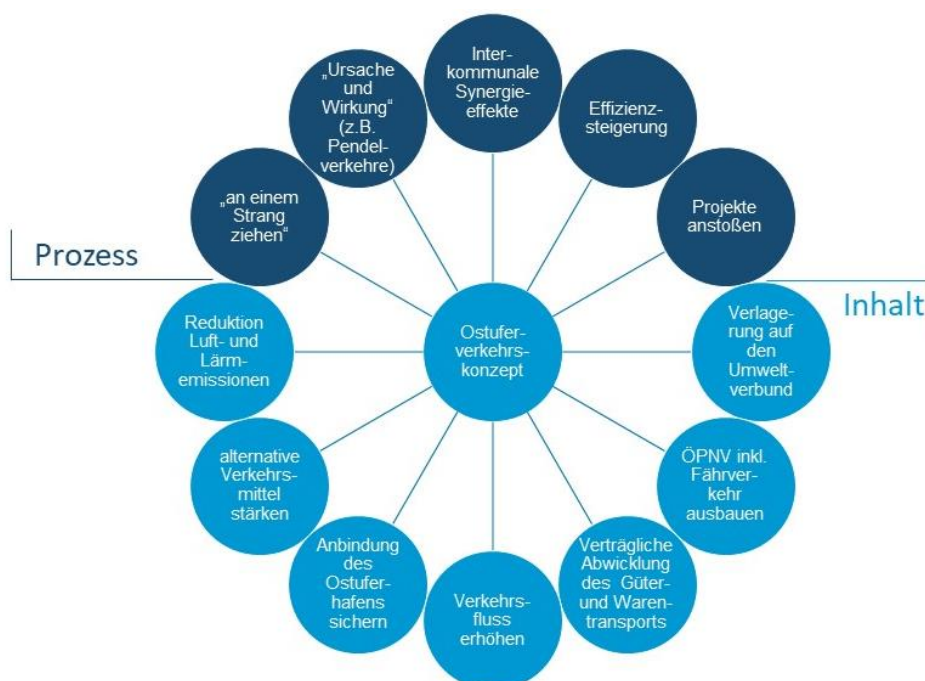 Inter-
kommunale
Synergie-
effekte
„Ursache
und
Wirkung“
(z.B.
Pendel-
verkehre)
Effizienz-
steigerung
„an einem
Strang
ziehen“
Projekte
anstoßen
Prozess
Inhalt
Reduktion
Luft- und
Lärm-
emissionen
Ostufer-
verkehrs-
konzept
Verlage-
rung auf
den
Umwelt-
verbund
alternative
Verkehrs-
mittel
stärken
ÖPNV inkl.
Fährver-
kehr
ausbauen
Anbindung
des
Ostufer-
hafens
sichern
Verkehrs-
fluss
erhöhen
Verträgliche
Abwicklung
des Güter-
und Waren-
transports